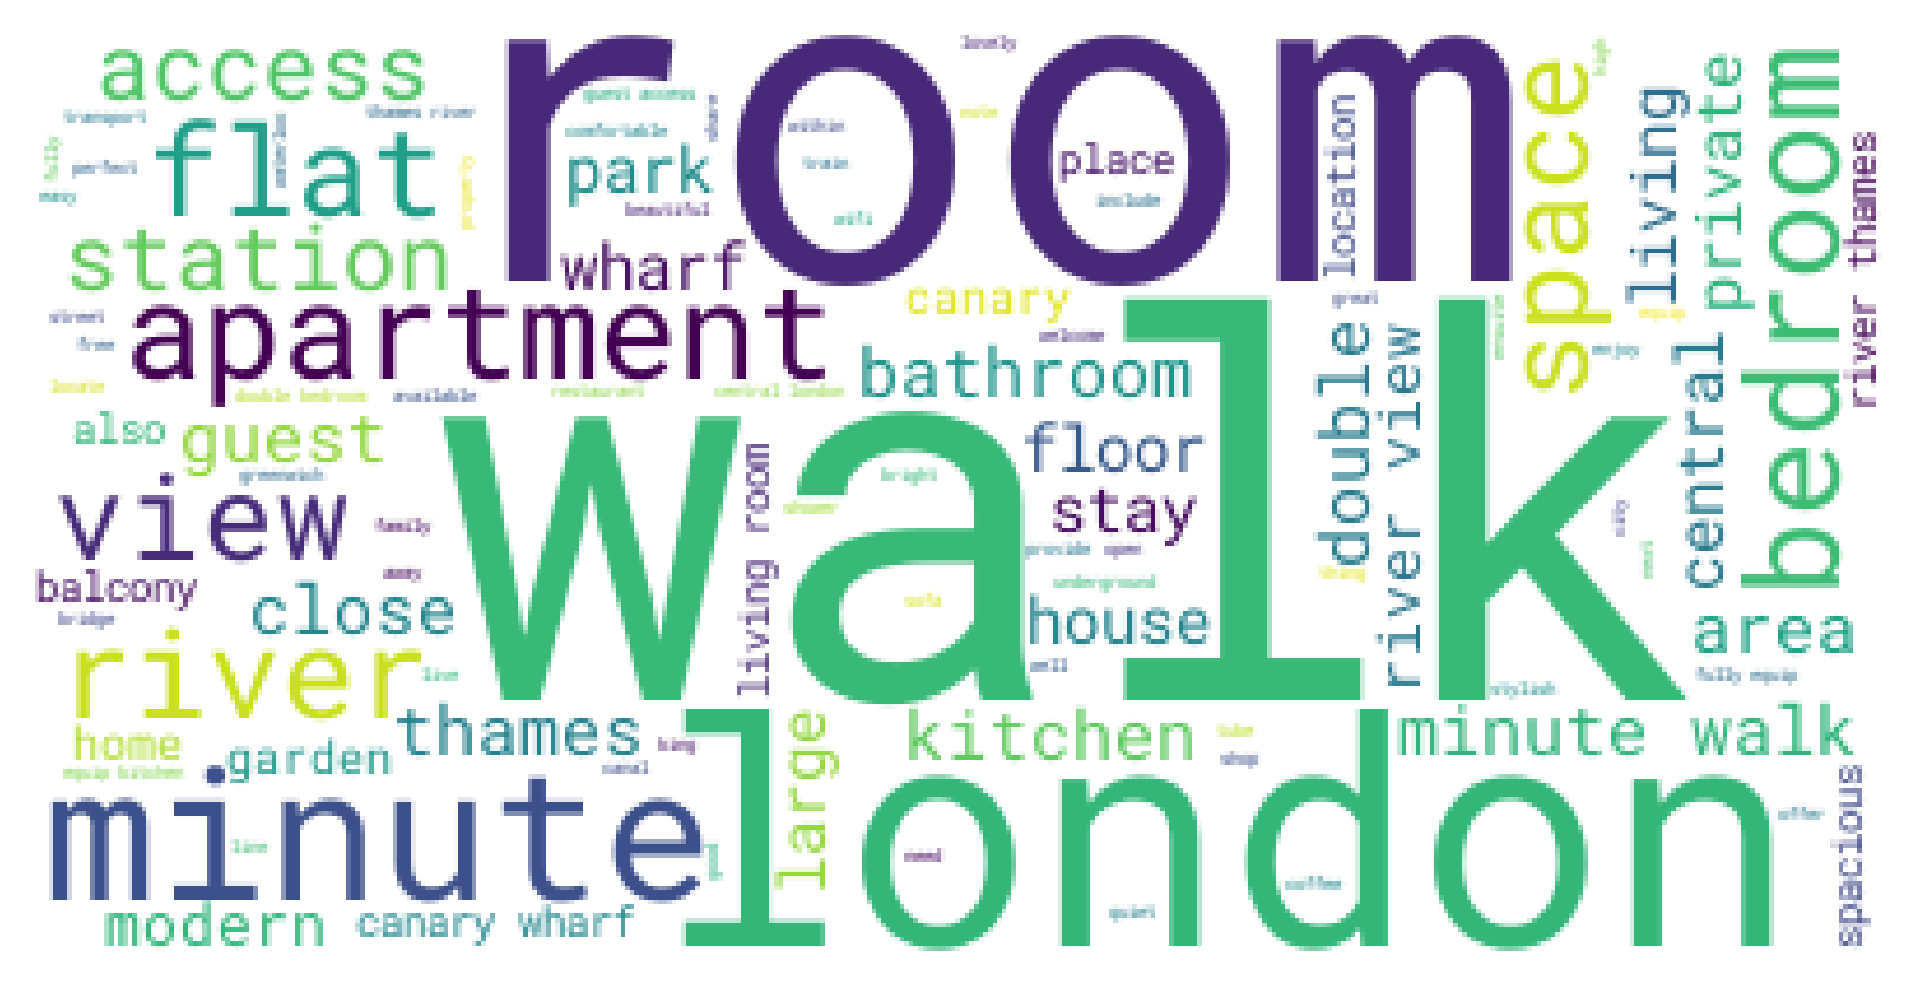 room
lovely
access
space
high
living
private
bedroom
guest access
transport
thames river
flat
comfortable
share
within
note
location
park
place
train
include
fully
perfect
easy
property
beautiful
wifi
river thames
station
wharf
apartment
canary
great
street
free
welcome
double
river view
equip
enjoy
central
bathroom
locate
double bedroom
available
restaurant
central london
walk
also
guest
floor
living room
greenwich
bright
view
stay
family
shower
provide
open
balcony
away
underground
thing
bridge
close
sofa
house
area
river
live
well
fully equip
stylish
thames
large
kitchen
minute walk
home
garden
king
canal
tube
shop
equip kitchen
minute
london
spacious
line
need
coffee
offer
quiet
modern
canary wharf